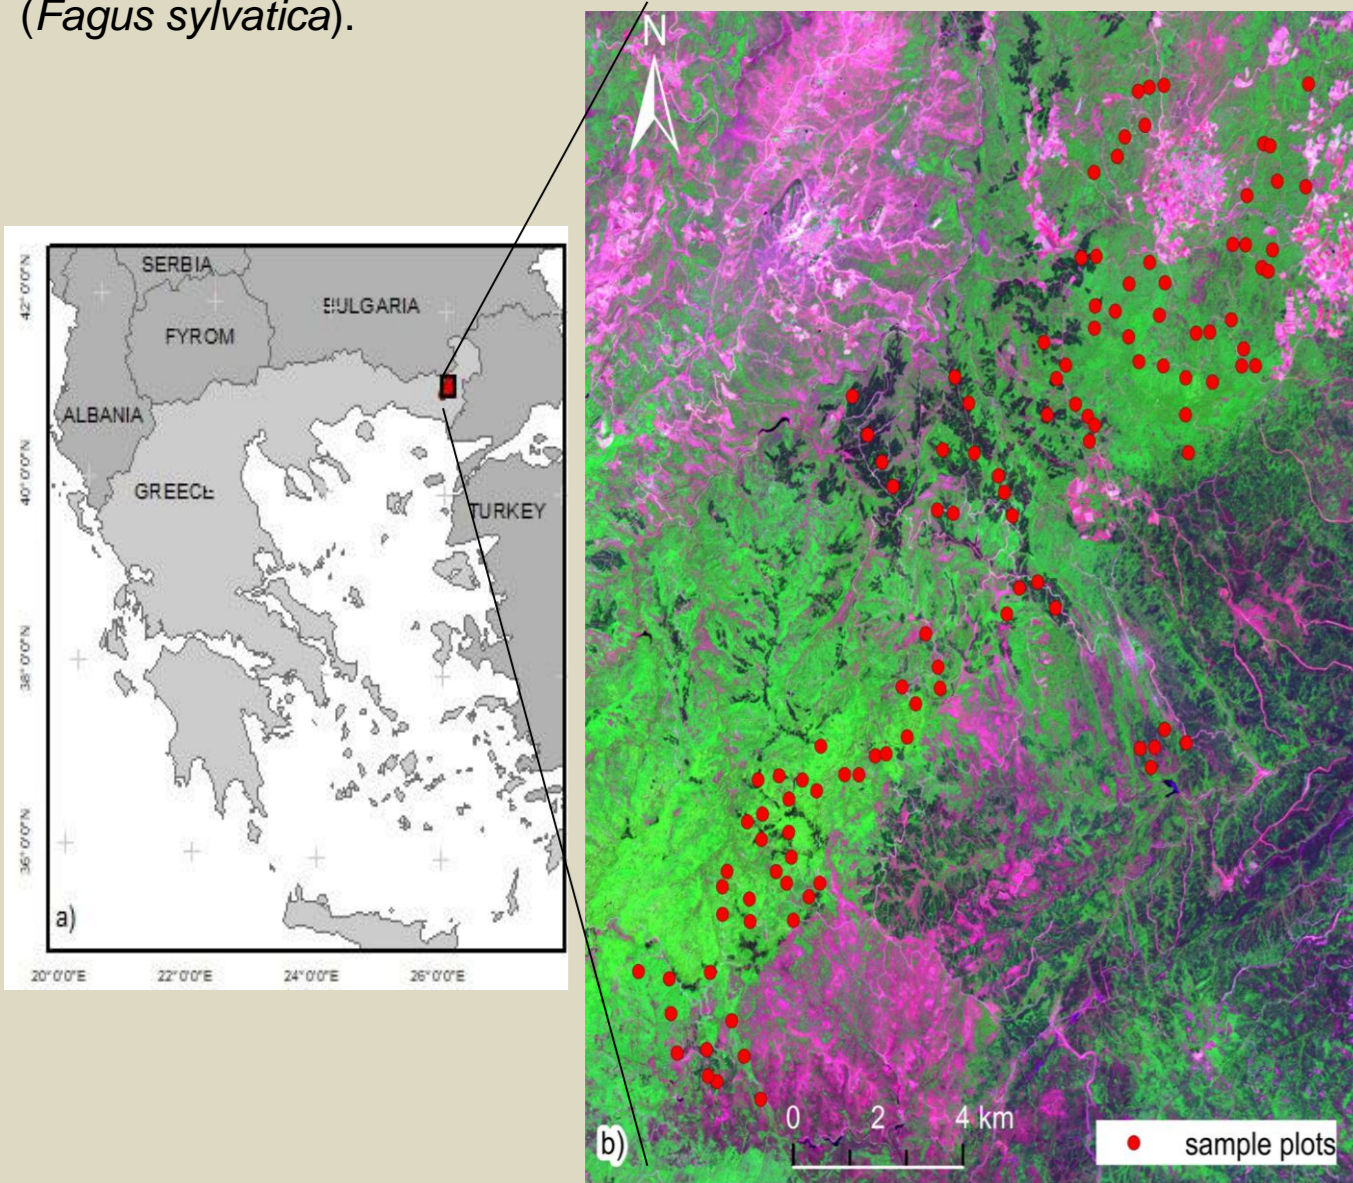 (Fagus sylvatica).
N
SERBIA
BULGARIA
FYROM
ALBANIA
GREECE
TURKEY
42°0'0"N
40°0'0"N
38°0'0"N
36°0'0"N
a)
20°0'0"E 22°0'0"E 24°0'0"E 26°0'0"E
0 2 4 km
b)
sample plots